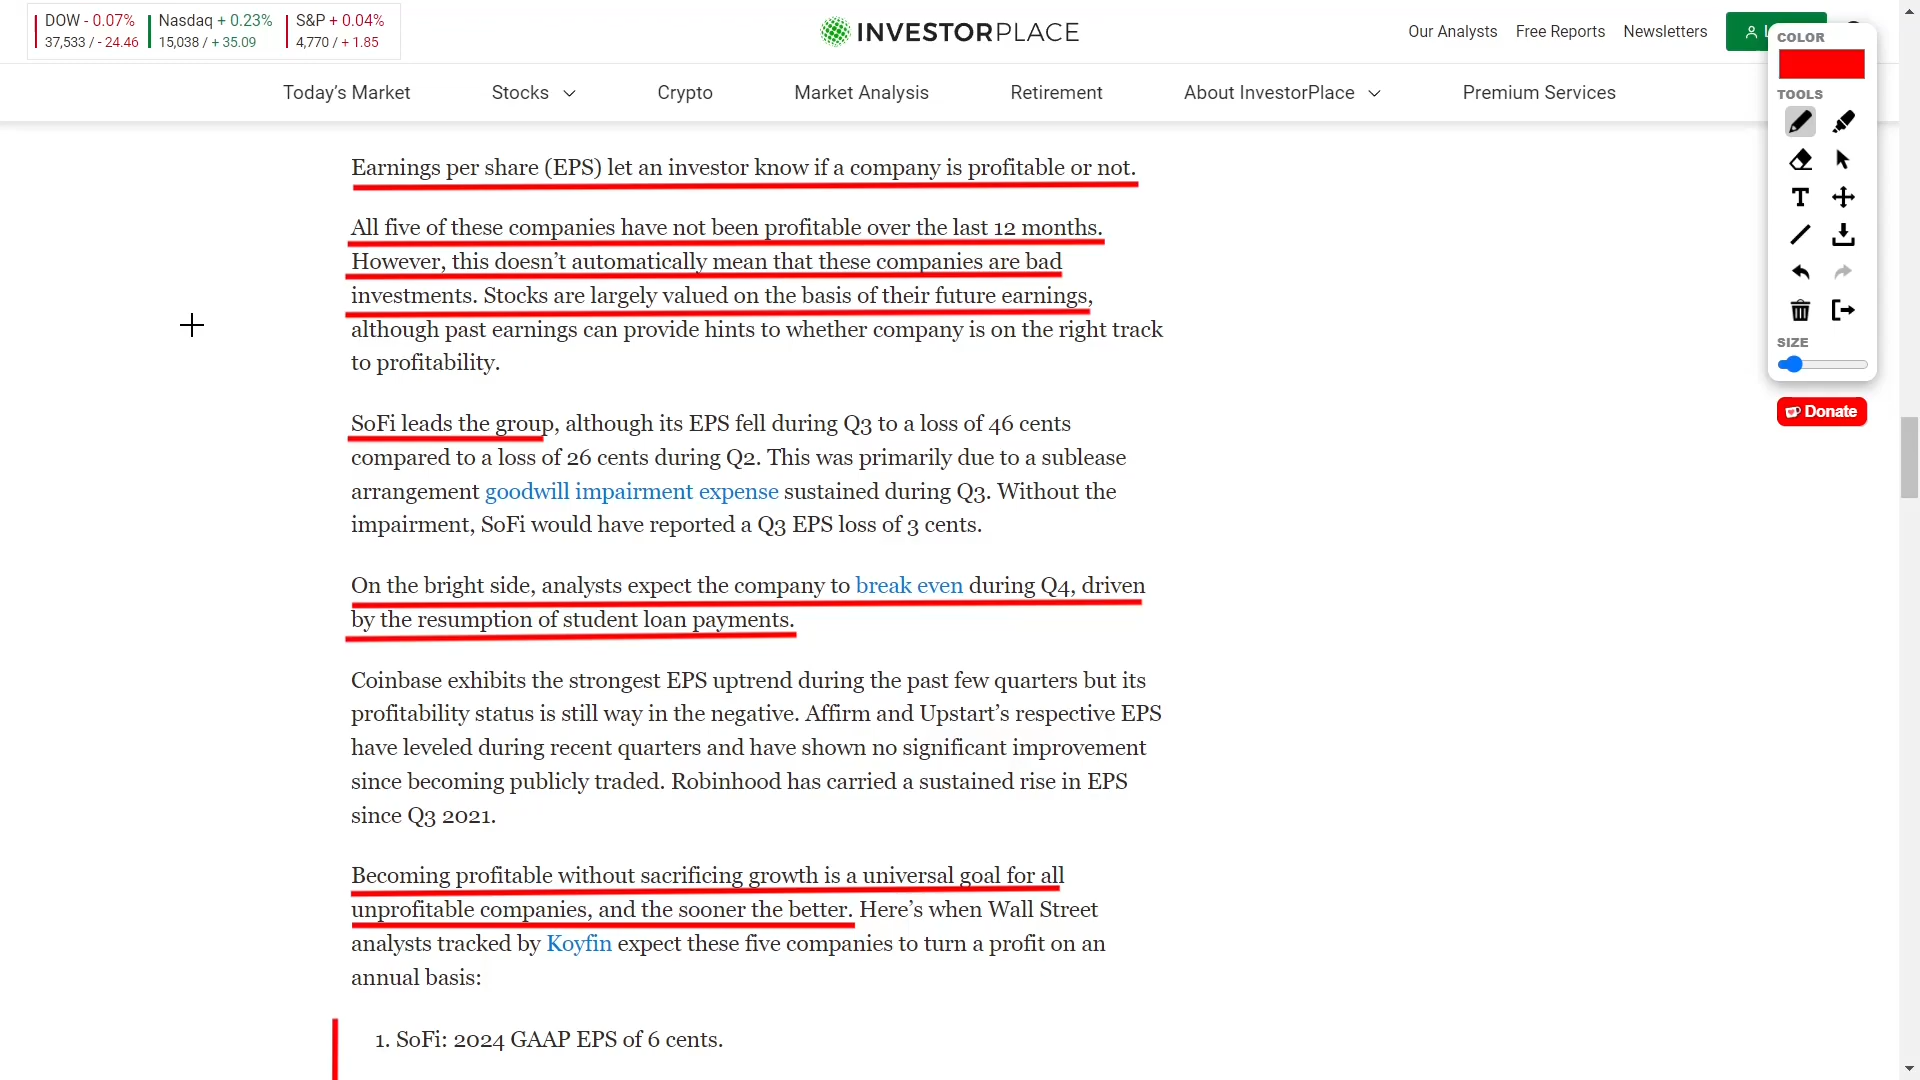 DOW - 0.07%
37,533 / - 24.46
Nasdaq + 0.23%
15,038 / + 35.09
S&P + 0.04%
4,770 / + 1.85
INVESTORPLACE
Our Analysts
Free Reports
Newsletters
Today's Market
Stocks
Crypto
Market Analysis
Retirement
About InvestorPlace
Premium Services
COLOR
TOOLS
T
SIZE
Donate
Earnings per share (EPS) let an investor know if a company is profitable or not.
All five of these companies have not been profitable over the last 12 months.
However, this doesn't automatically mean that these companies are bad
investments. Stocks are largely valued on the basis of their future earnings,
although past earnings can provide hints to whether company is on the right track
to profitability.
SoFi leads the group, although its EPS fell during Q3 to a loss of 46 cents
compared to a loss of 26 cents during Q2. This was primarily due to a sublease
arrangement goodwill impairment expense sustained during Q3. Without the
impairment, SoFi would have reported a Q3 EPS loss of 3 cents.
On the bright side, analysts expect the company to break even during Q4, driven
by the resumption of student loan payments.
Coinbase exhibits the strongest EPS uptrend during the past few quarters but its
profitability status is still way in the negative. Affirm and Upstart's respective EPS
have leveled during recent quarters and have shown no significant improvement
since becoming publicly traded. Robinhood has carried a sustained rise in EPS
since Q3 2021.
Becoming profitable without sacrificing growth is a universal goal for all
unprofitable companies, and the sooner the better. Here's when Wall Street
analysts tracked by Koyfin expect these five companies to turn a profit on an
annual basis:
1. SoFi: 2024 GAAP EPS of 6 cents.